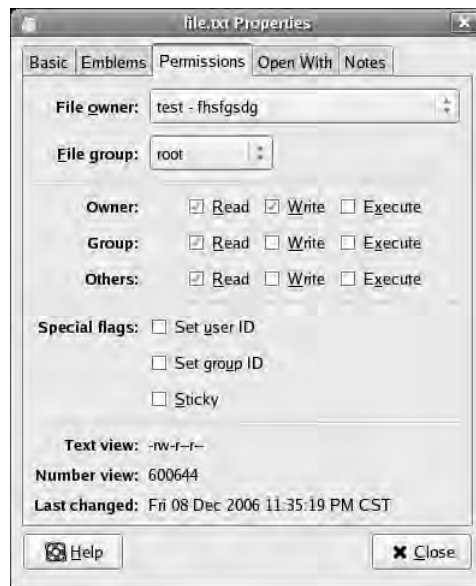 file.txt Properties
Basic Emblems Permissions Open With Notes
File owner: test - fhsfgsdg
File group: root
Owner: Read Write Execute
Group: Read Write Execute
Others: Read Write Execute
Special flags: Set user ID
Set group ID
Sticky
Text view: -rw-r--r--
Number view: 600644
Last changed: Fri 08 Dec 2006 11:35:19 PM CST
Help Close